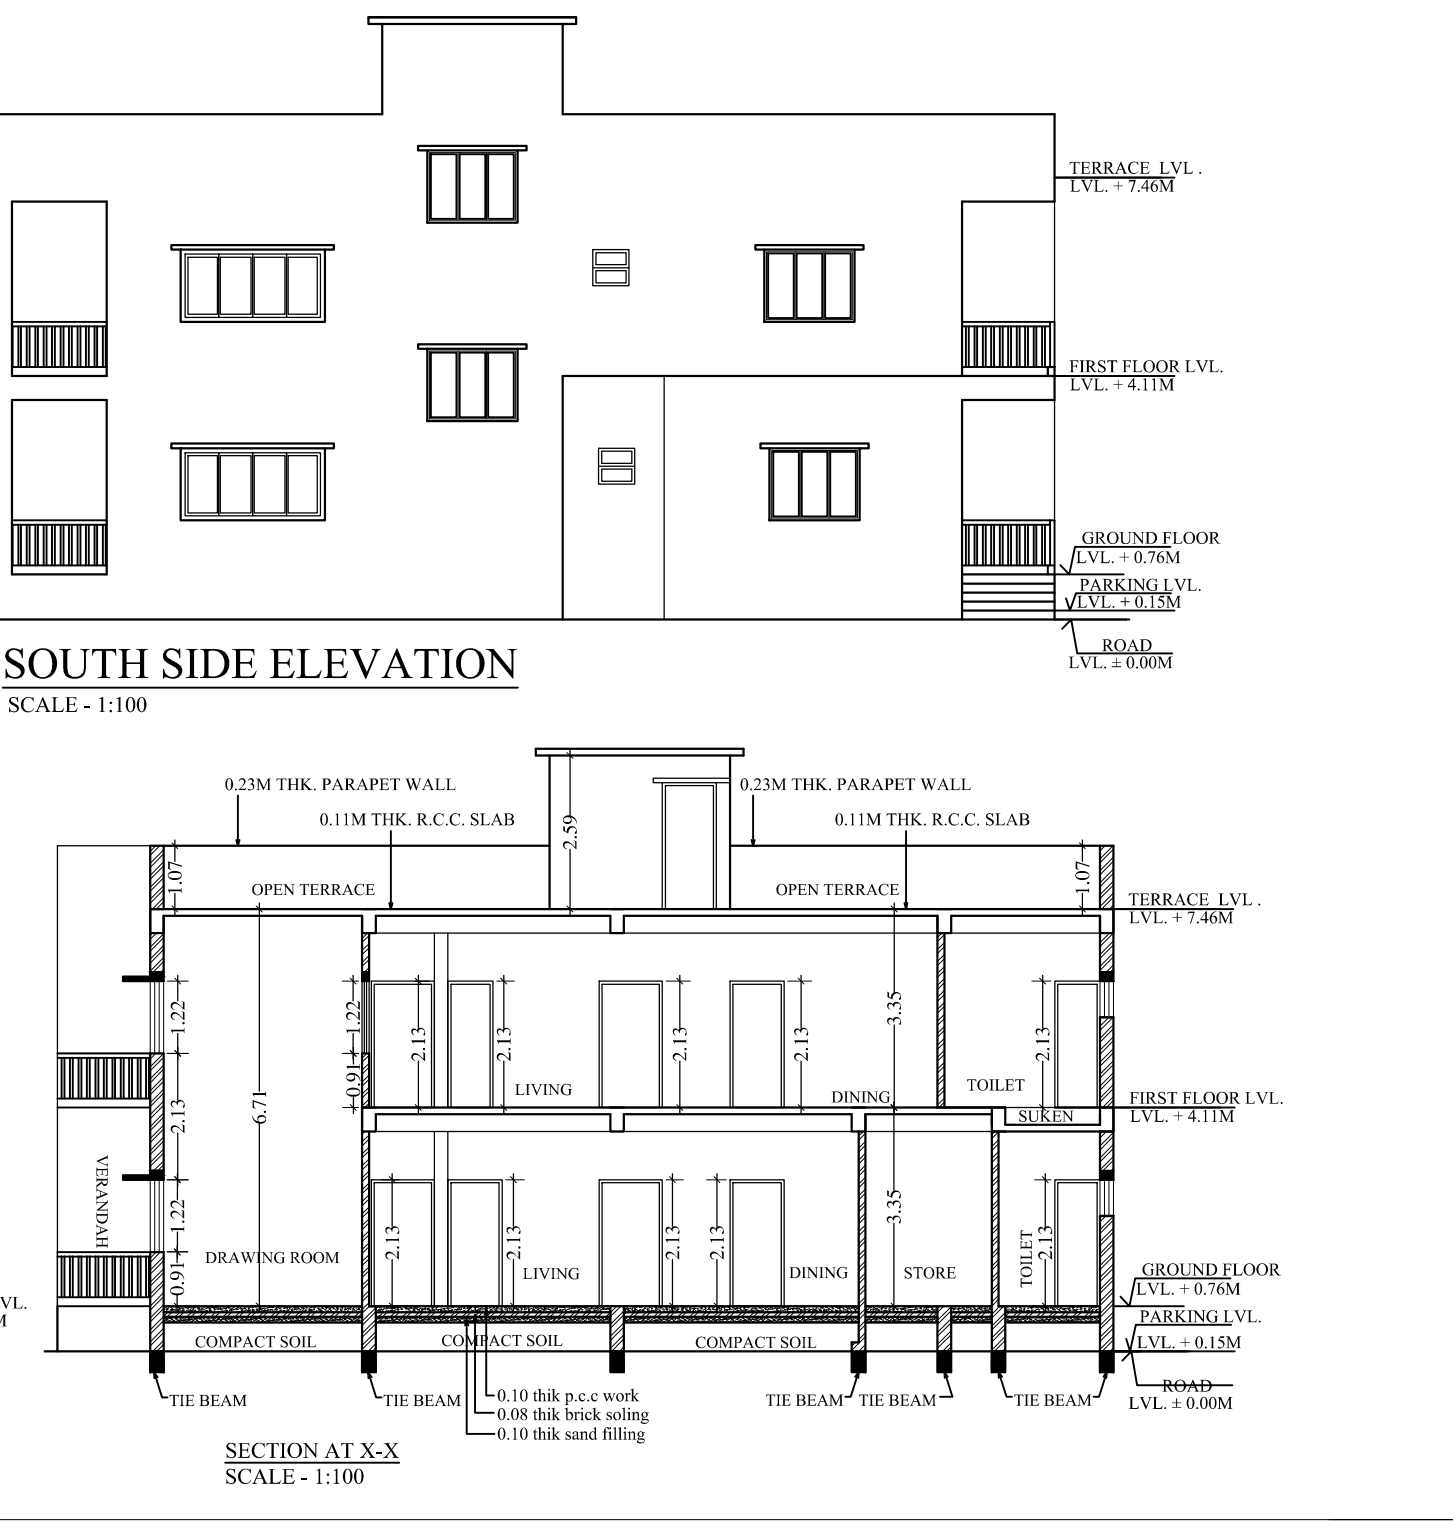 TERRACE LVL .
LVL. + 7.46M
FIRST FLOOR LVL.
LVL. + 4.11M
GROUND FLOOR
LVL. + 0.76M
PARKING LVL.
LVL. + 0.15M
ROAD
LVL. ± 0.00M
SOUTH SIDE ELEVATION
SCALE - 1:100
0.23M THK. PARAPET WALL
0.23M THK. PARAPET WALL
0.11M THK. R.C.C. SLAB
0.11M THK. R.C.C. SLAB
2.59
1.07
1.07
OPEN TERRACE
OPEN TERRACE
TERRACE LVL .
LVL. + 7.46M
1.22
1.22
2.13
2.13
2.13
2.13
3.35
2.13
0.91
LIVING
DINING
TOILET
6.71
2.13
FIRST FLOOR LVL.
LVL. + 4.11M
SUKEN
VERANDAH
1.22
0.91
DRAWING ROOM
2.13
2.13
LIVING
2.13
2.13
DINING
3.35
STORE
TOILET
2.13
GROUND FLOOR
LVL. + 0.76M
PARKING LVL.
LVL. + 0.15M
ROAD
LVL. ± 0.00M
VL.
M
COMPACT SOIL
COMPACT SOIL
COMPACT SOIL
TIE BEAM
TIE BEAM
TIE BEAM
TIE BEAM
TIE BEAM
0.10 thik p.c.c work
0.08 thik brick soling
0.10 thik sand filling
SECTION AT X-X
SCALE - 1:100